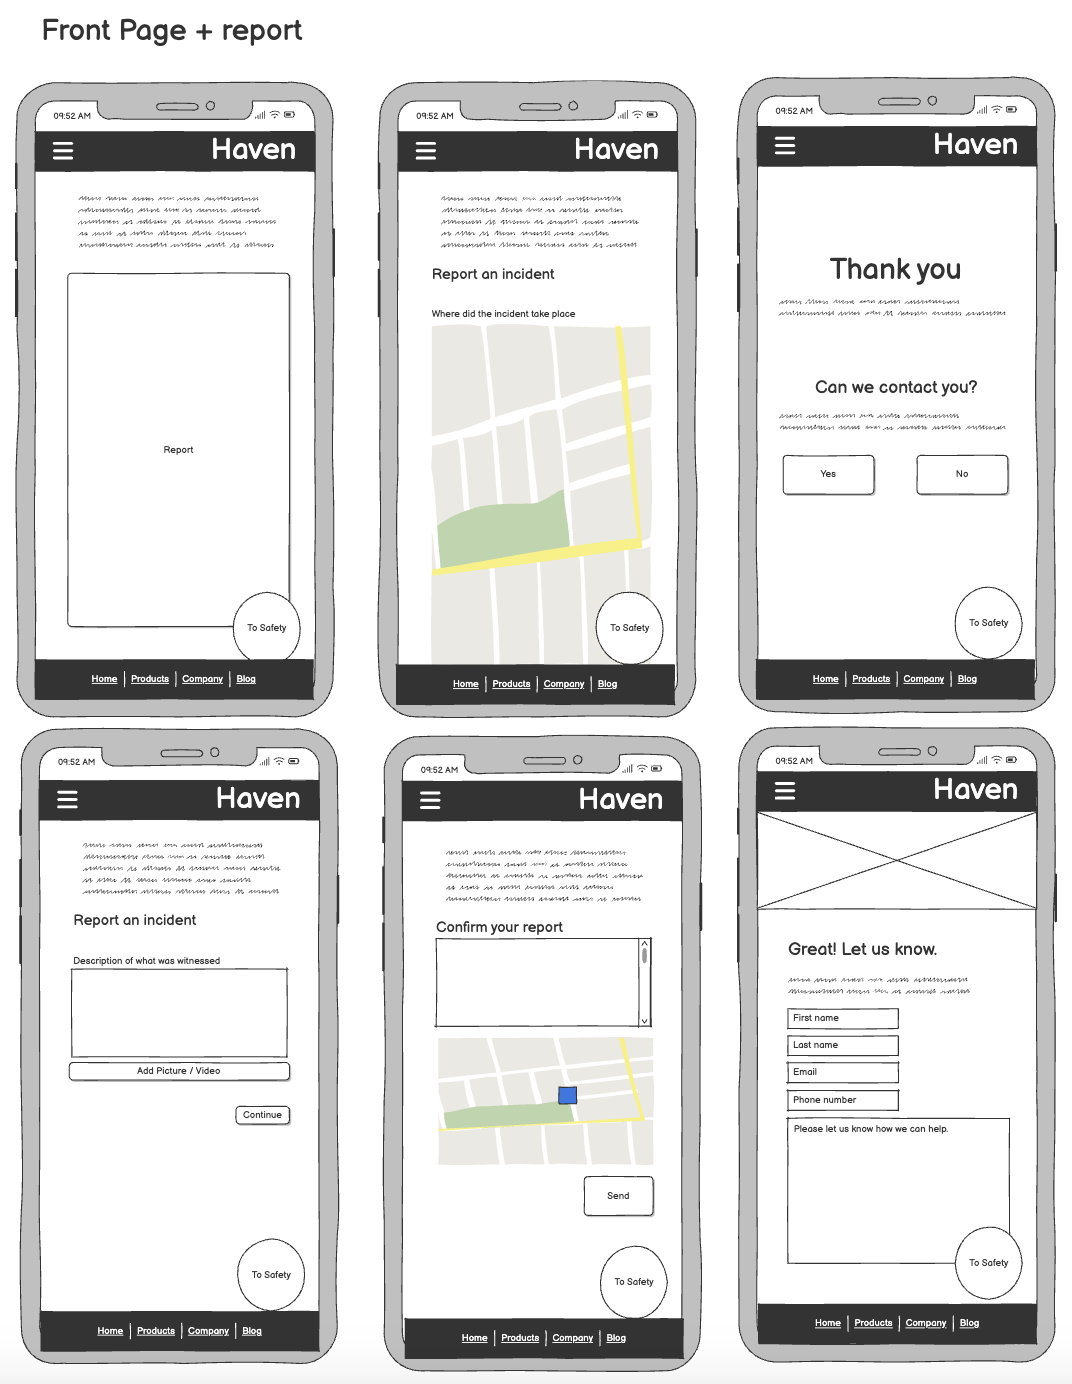 Front Page + report
09:52 AM
Haven
Report
To Safety
Home Products Company Blog
09:52 AM
Haven
Report an incident
Where did the incident take place
To Safety
Home Products Company Blog
09:52 AM
Haven
Thank you
Can we contact you?
Yes No
To Safety
Home Products Company Blog
09:52 AM
Haven
Report an incident
Description of what was witnessed
Add Picture / Video
Continue
To Safety
Home Products Company Blog
09:52 AM
Haven
Confirm your report
Send
To Safety
Home Products Company Blog
09:52 AM
Haven
Great! Let us know.
First name
Last name
Email
Phone number
Please let us know how we can help.
To Safety
Home Products Company Blog